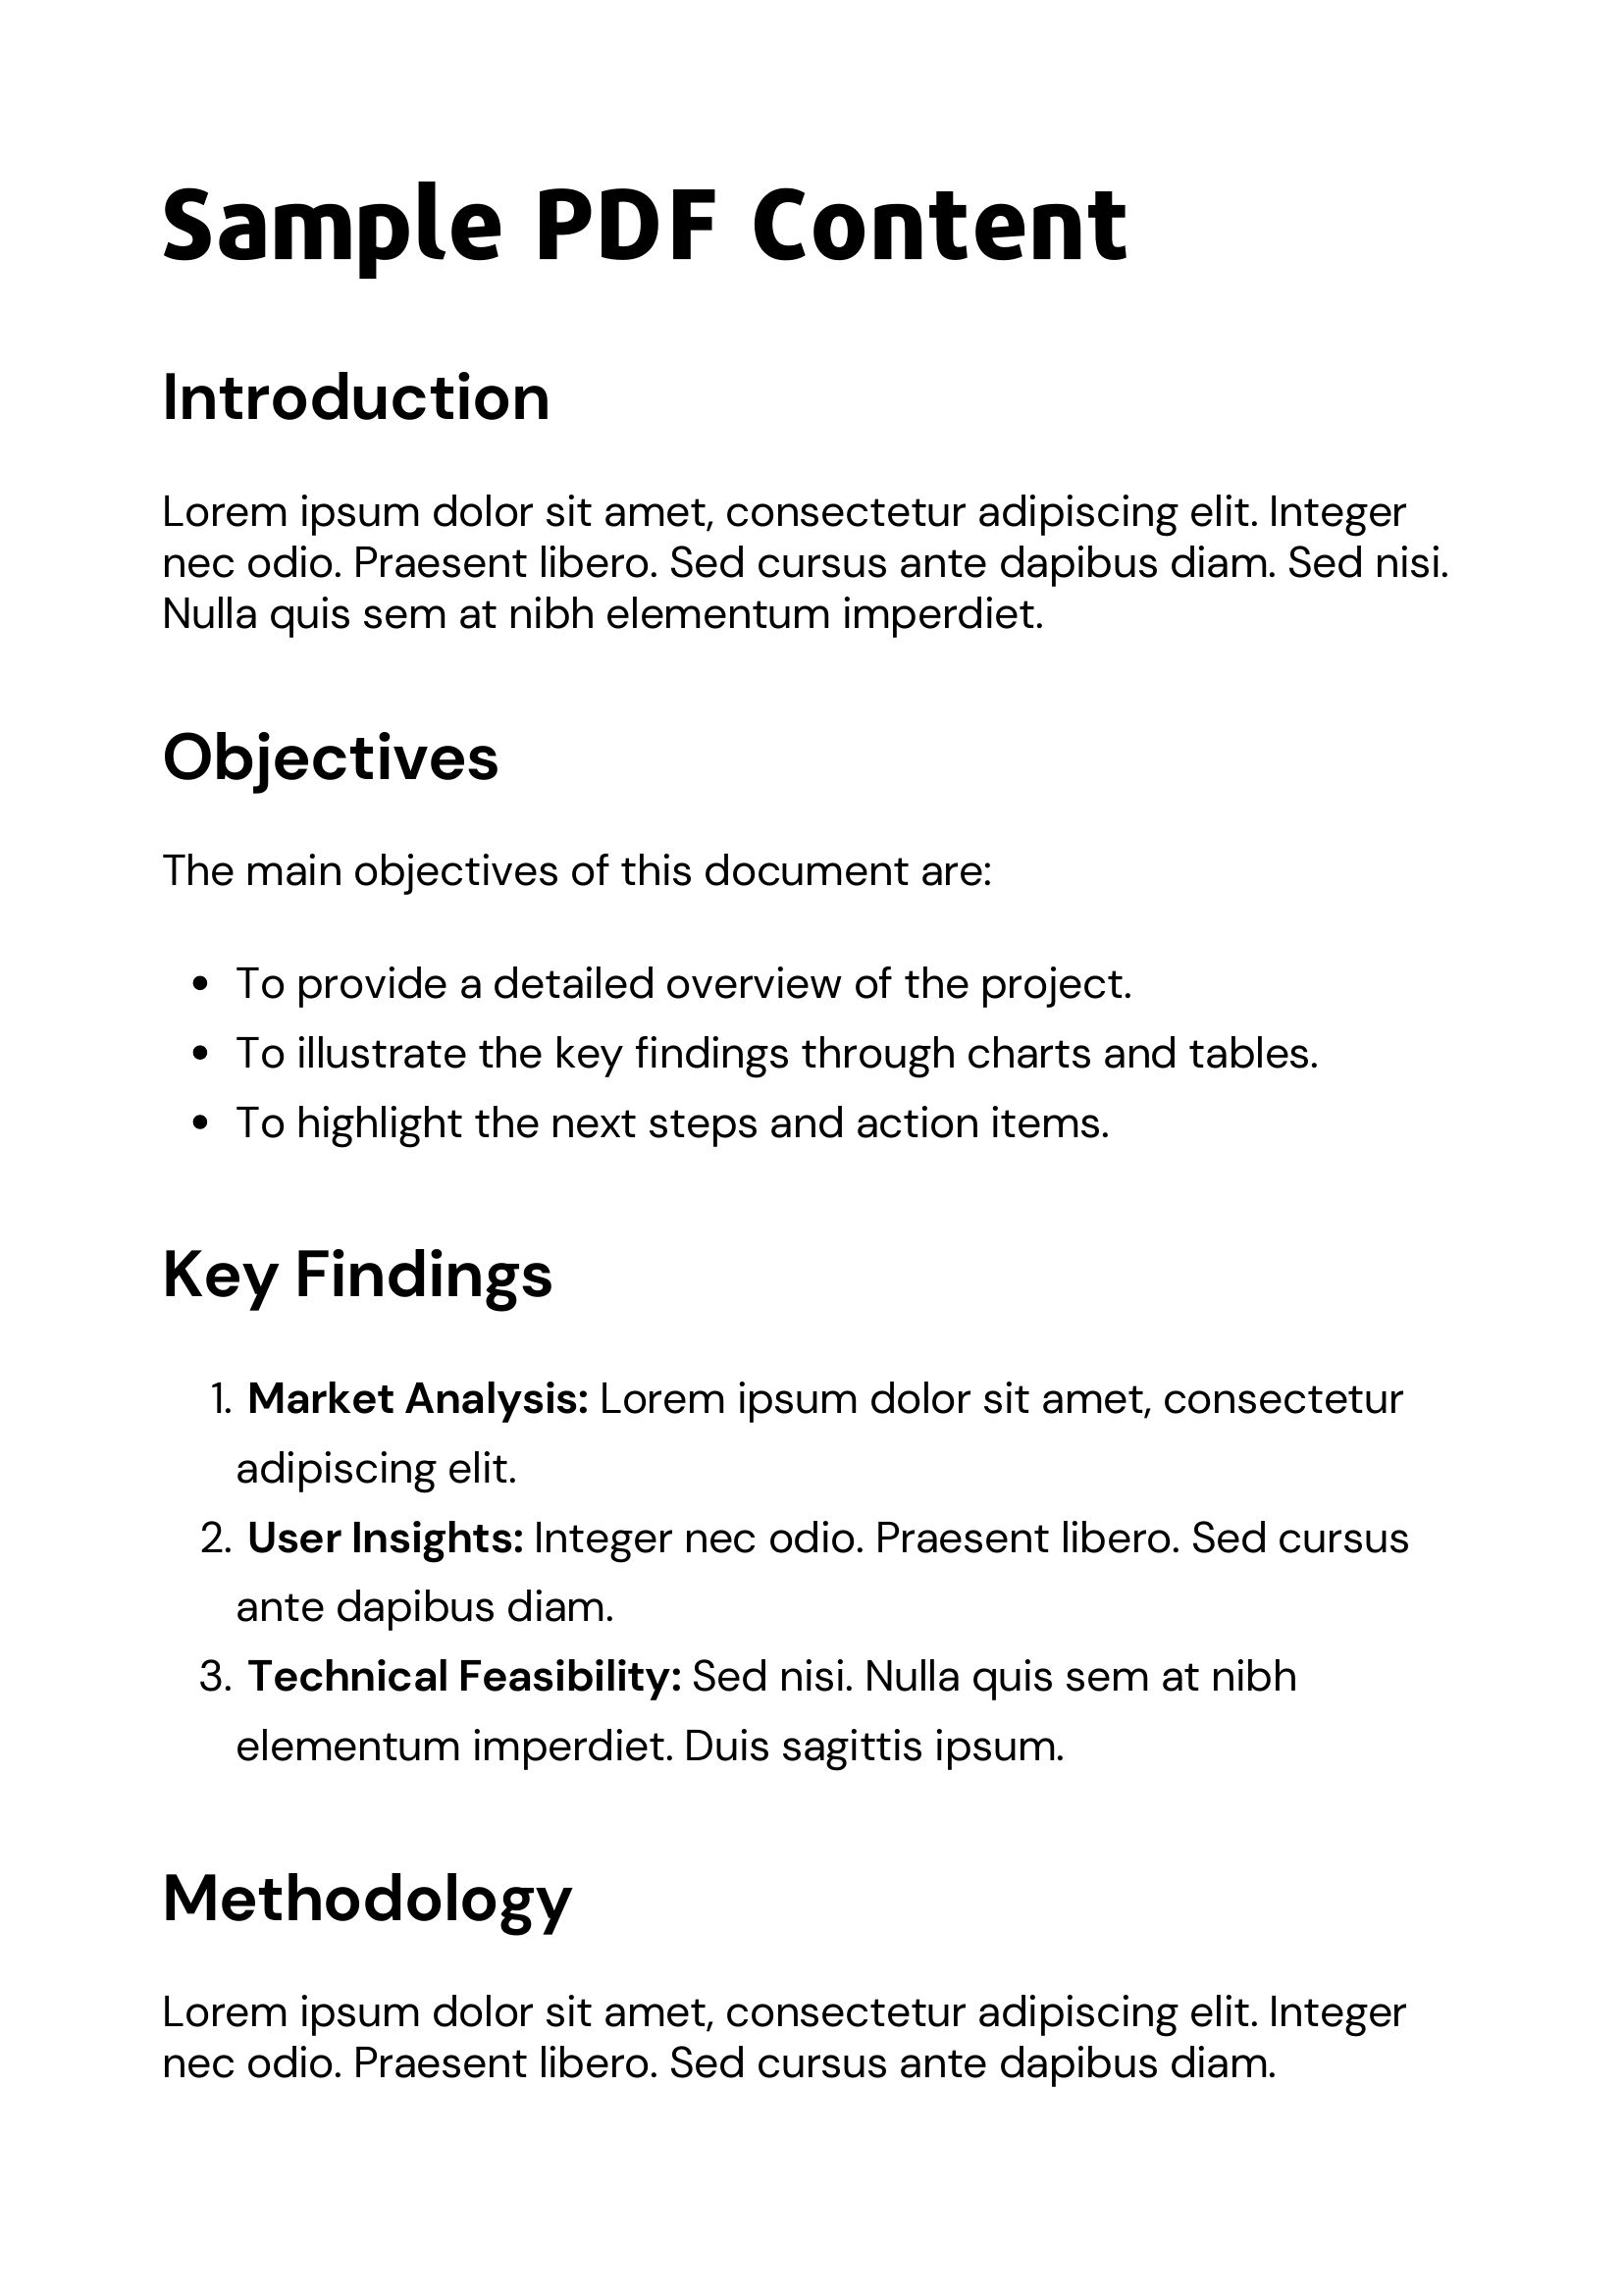 Sample PDF Content
Introduction
Lorem ipsum dolor sit amet, consectetur adipiscing elit. Integer
nec odio. Praesent libero. Sed cursus ante dapibus diam. Sed nisi.
Nulla quis sem at nibh elementum imperdiet.
Objectives
The main objectives of this document are:
• To provide a detailed overview of the project.
• To illustrate the key findings through charts and tables.
• To highlight the next steps and action items.
Key Findings
1. Market Analysis: Lorem ipsum dolor sit amet, consectetur
adipiscing elit.
2. User Insights: Integer nec odio. Praesent libero. Sed cursus
ante dapibus diam.
3. Technical Feasibility: Sed nisi. Nulla quis sem at nibh
elementum imperdiet. Duis sagittis ipsum.
Methodology
Lorem ipsum dolor sit amet, consectetur adipiscing elit. Integer
nec odio. Praesent libero. Sed cursus ante dapibus diam.